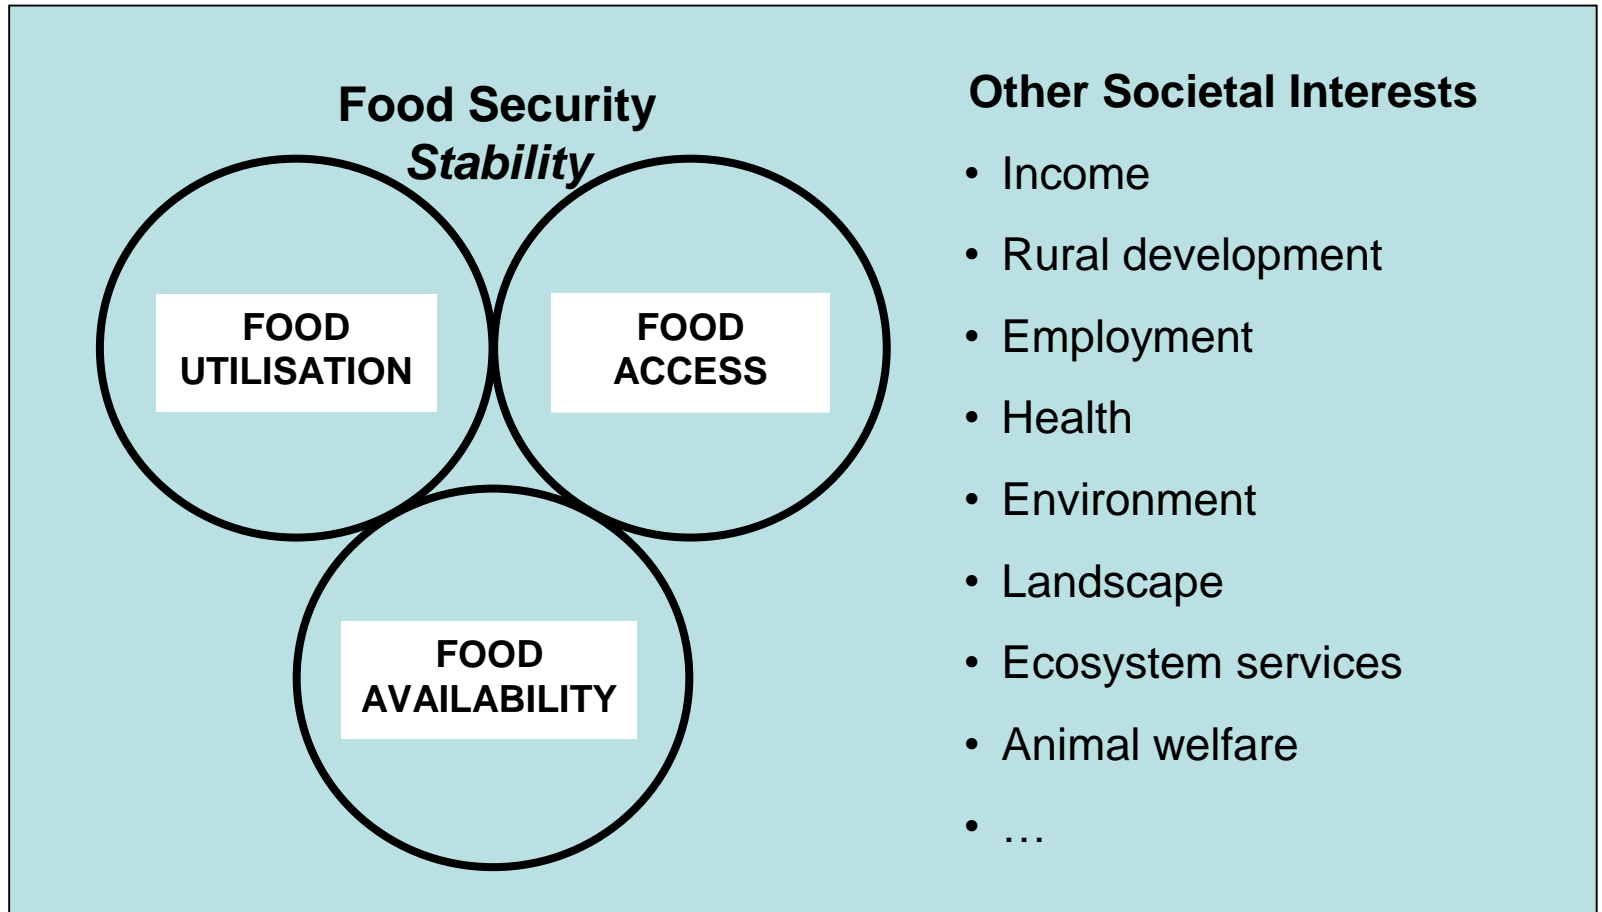 Food Security
Stability
FOOD
UTILISATION
FOOD
ACCESS
FOOD
AVAILABILITY
Other Societal Interests
• Income
• Rural development
• Employment
• Health
• Environment
• Landscape
• Ecosystem services
• Animal welfare
• …